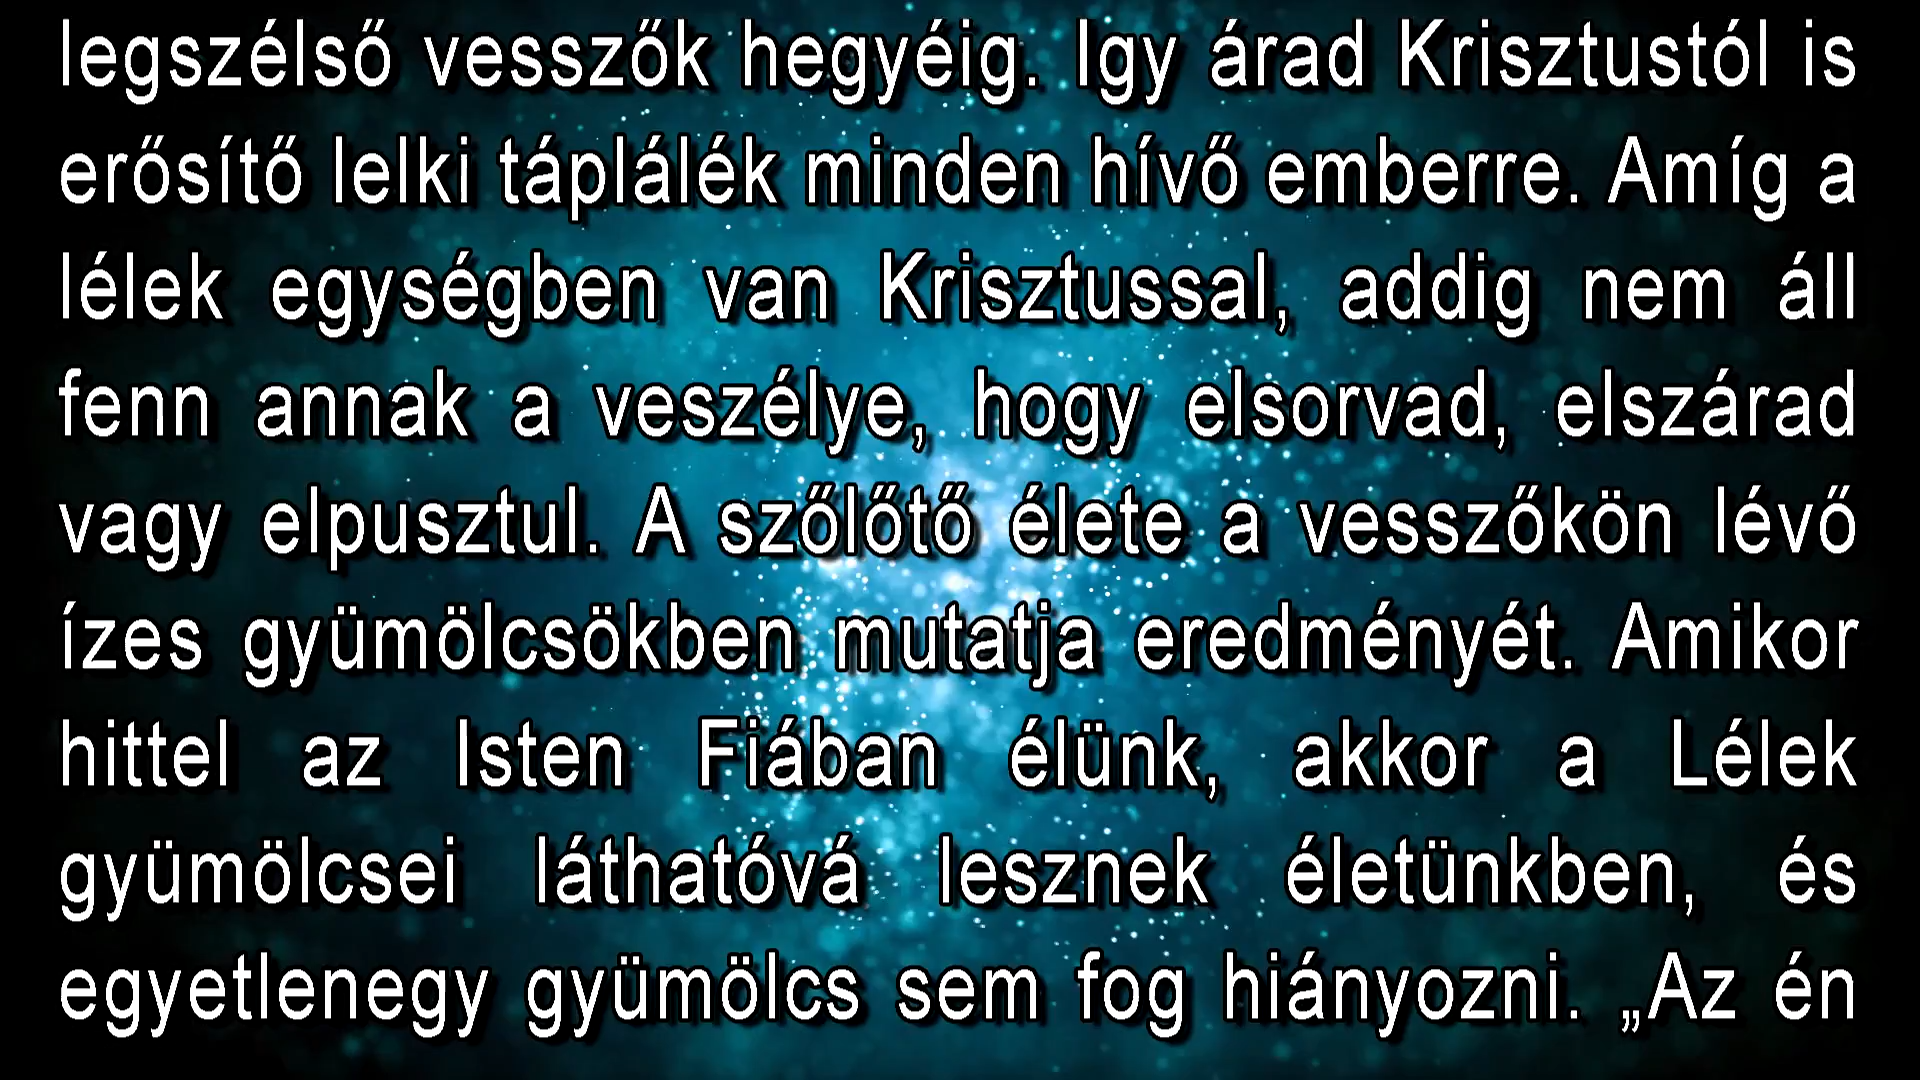 legszélső vesszők hegyéig. Igy árad Krisztustól is
erősítő lelki táplálék minden hívő emberre. Amíg a
lélek egységben van Krisztussal, addig nem áll
fenn annak a veszélye, hogy elsorvad, elszárad
vagy elpusztul. A szőlőtő élete a vesszőkön lévő
ízes gyümölcsökben mutatja eredményét. Amikor
hittel az Isten Fiában élünk, akkor a Lélek
gyümölcsei láthatóvá lesznek életünkben, és
egyetlenegy gyümölcs sem fog hiányozni. „Az én